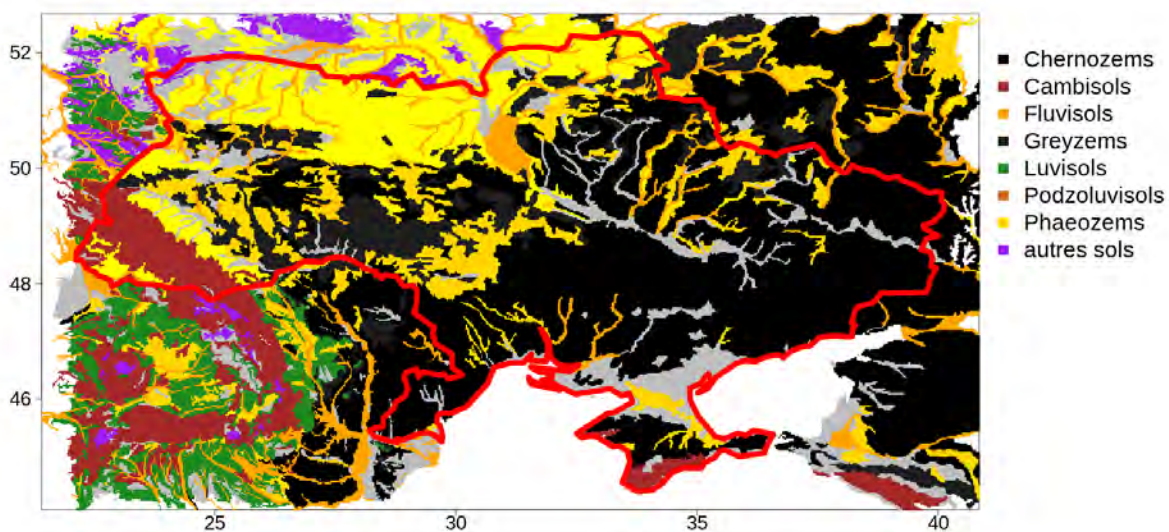 52
50
48
46
25
30
35
40
Chernozems
Cambisols
Fluvisols
Greyzems
Luvisols
Podzoluvisols
Phaeozems
autres sols